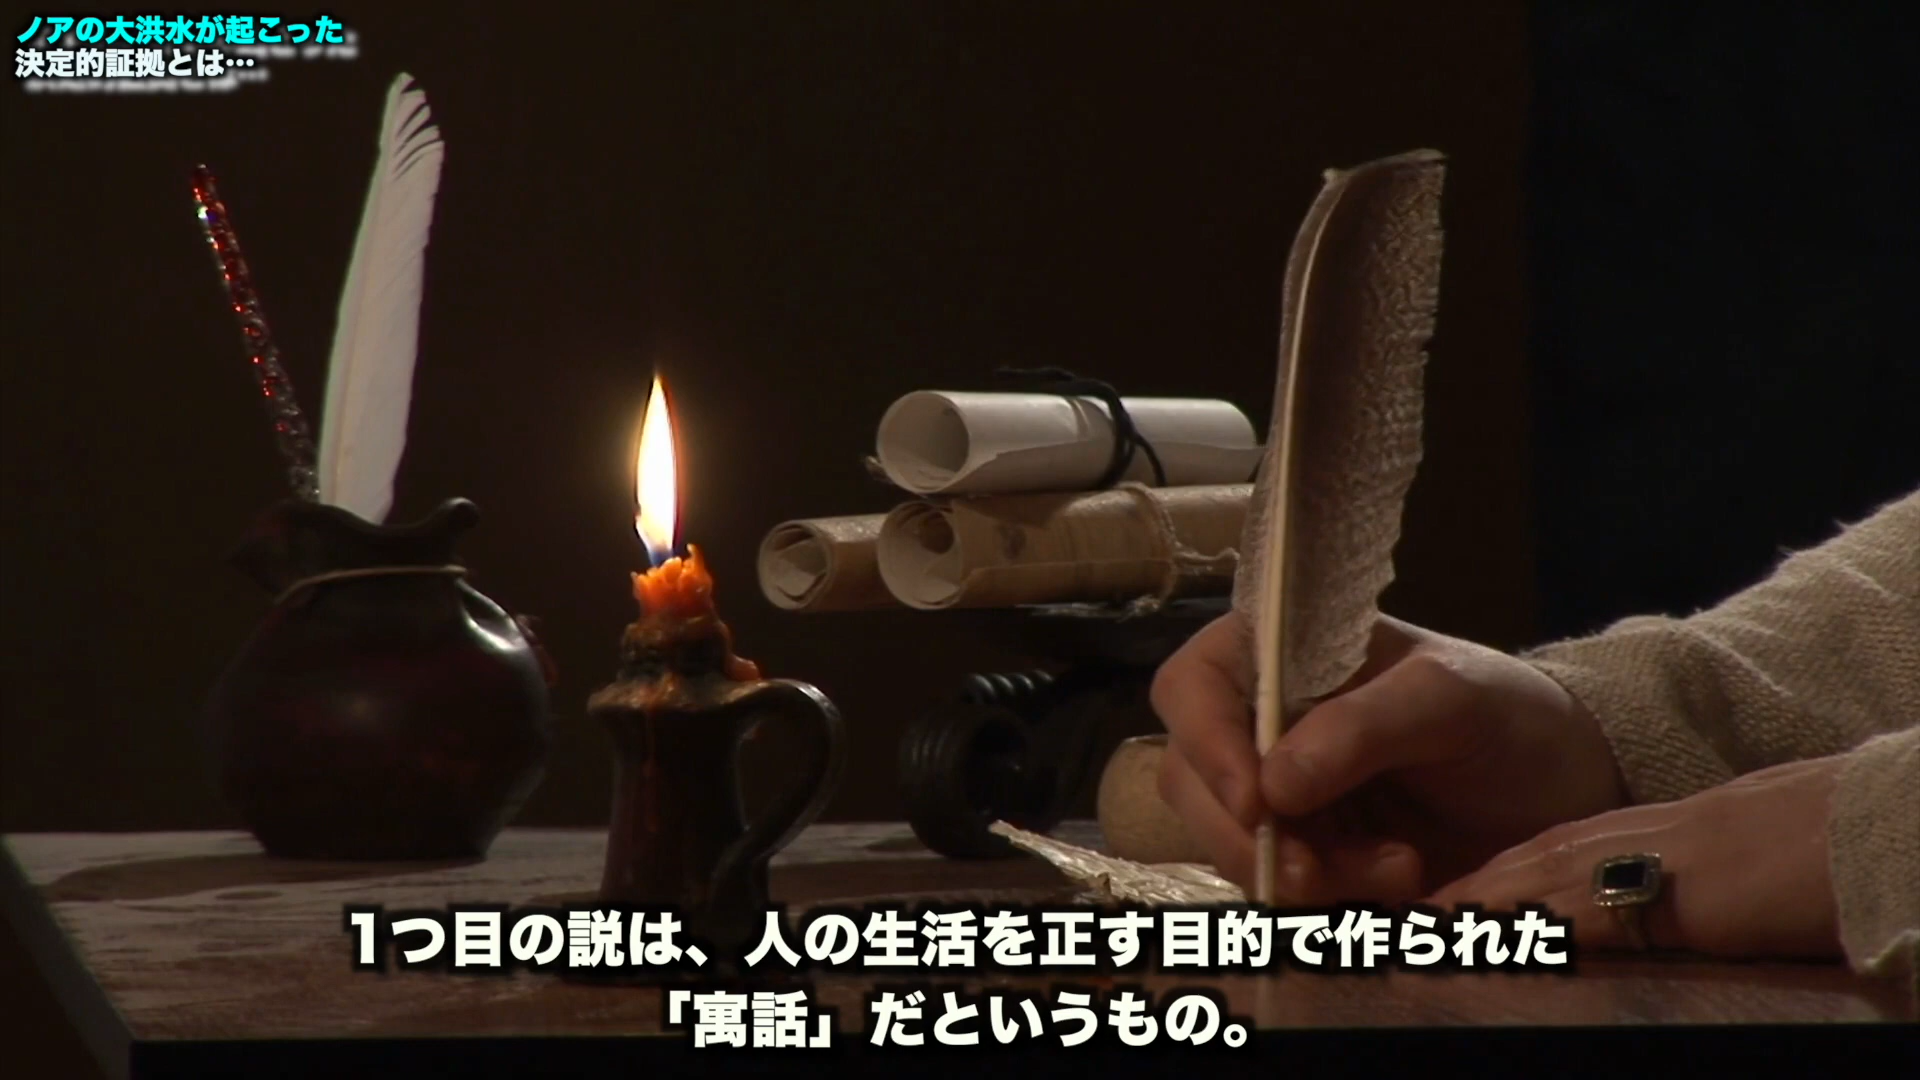 ノアの大洪水が起こった
決定的証拠とは…
1つ目の説は、人の生活を正す目的で作られた
「寓話」だというもの。